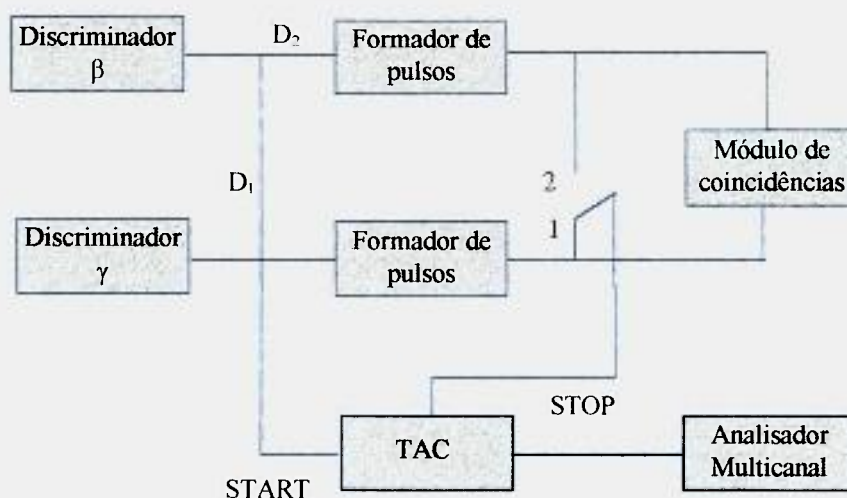 Discriminador
β
D₂
Formador de
pulsos
Módulo de
coincidências
2
D₁
1
Discriminador
γ
Formador de
pulsos
STOP
TAC
Analisador
Multicanal
START